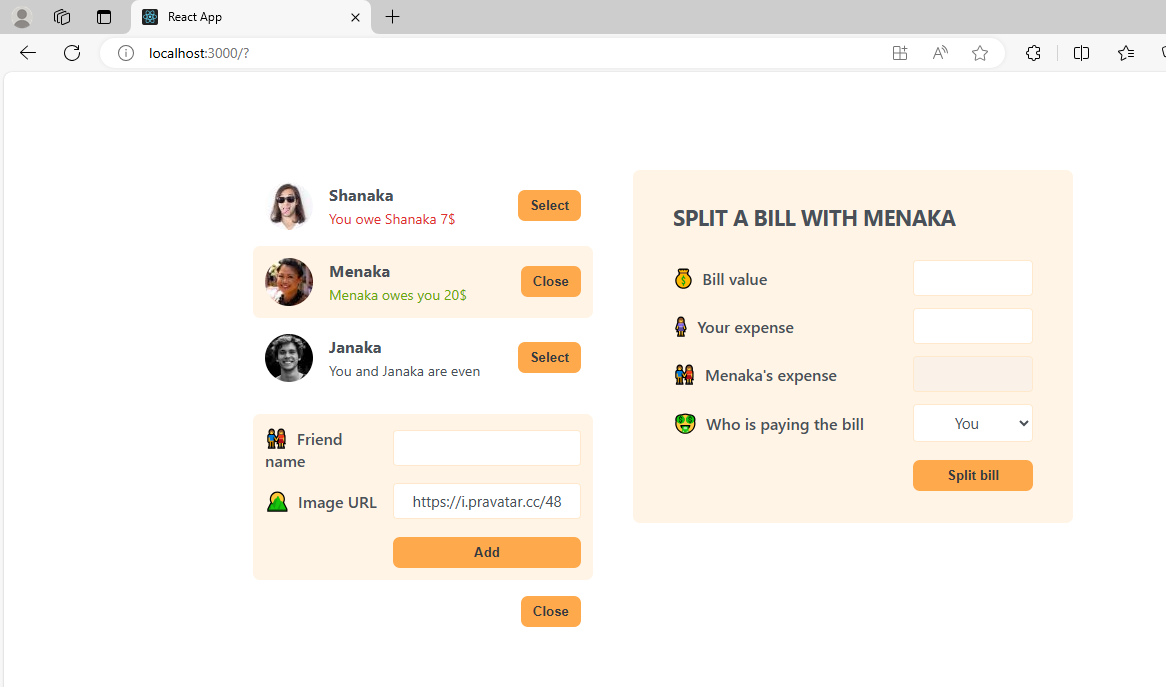 React App
localhost:3000/?
Shanaka
You owe Shanaka 7$
Select
Menaka
Menaka owes you 20$
Close
Janaka
You and Janaka are even
Select
Friend
name
Image URL
https://i.pravatar.cc/48
Add
Close
SPLIT A BILL WITH MENAKA
Bill value
Your expense
Menaka's expense
Who is paying the bill
You
Split bill